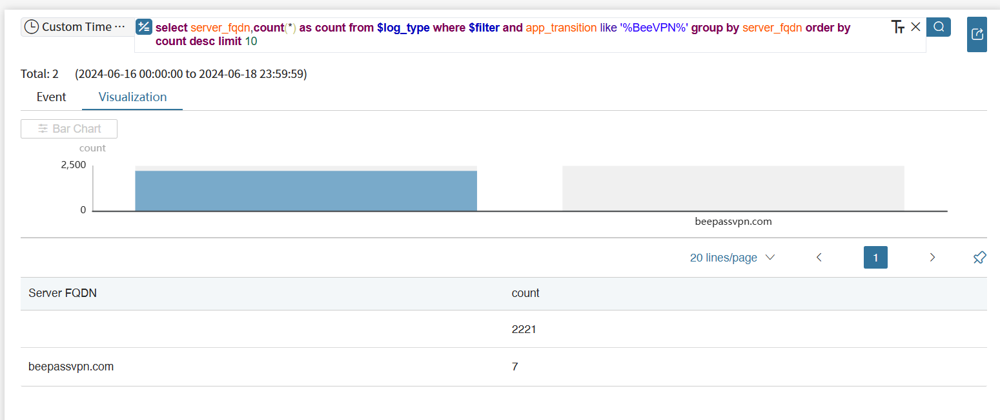 Custom Time ···
select server_fqdn,count(*) as count from $log_type where $filter and app_transition like '%BeeVPN%' group by server_fqdn order by
count desc limit 10
Total: 2 (2024-06-16 00:00:00 to 2024-06-18 23:59:59)
Event Visualization
Bar Chart
count
2,500
0
beepassvpn.com
20 lines/page 1
Server FQDN count
2221
beepassvpn.com 7